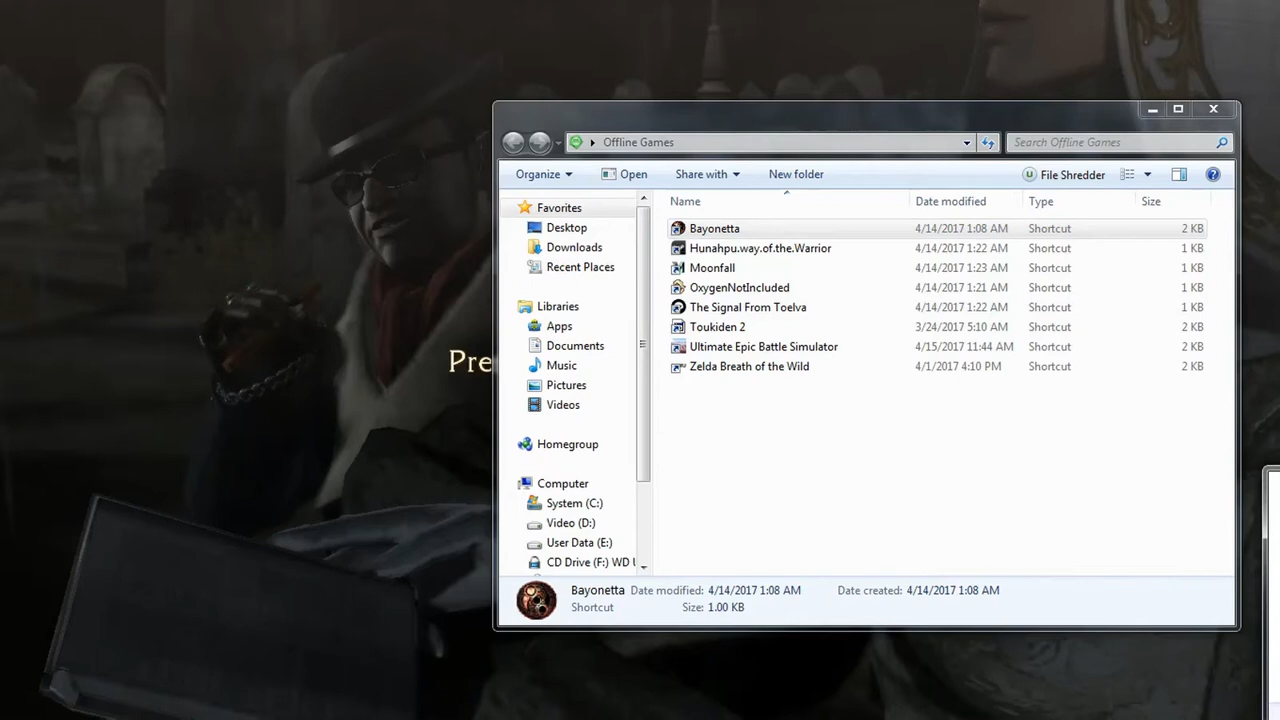 Offline Games
Search Offline Games
Organize Open Share with New folder File Shredder
Name Date modified Type Size
Favorites
Desktop
Downloads
Recent Places
Libraries
Apps
Documents
Music
Pictures
Videos
Homegroup
Computer
System (C:)
Video (D:)
User Data (E:)
CD Drive (F:) WD U
Bayonetta 4/14/2017 1:08 AM Shortcut 2 KB
Hunahpu.way.of.the.Warrior 4/14/2017 1:22 AM Shortcut 1 KB
Moonfall 4/14/2017 1:23 AM Shortcut 1 KB
OxygenNotIncluded 4/14/2017 1:21 AM Shortcut 1 KB
The Signal From Toelva 4/14/2017 1:22 AM Shortcut 1 KB
Toukiden 2 3/24/2017 5:10 AM Shortcut 2 KB
Ultimate Epic Battle Simulator 4/15/2017 11:44 AM Shortcut 2 KB
Zelda Breath of the Wild 4/1/2017 4:10 PM Shortcut 2 KB
Pre
Bayonetta Date modified: 4/14/2017 1:08 AM Date created: 4/14/2017 1:08 AM
Shortcut Size: 1.00 KB